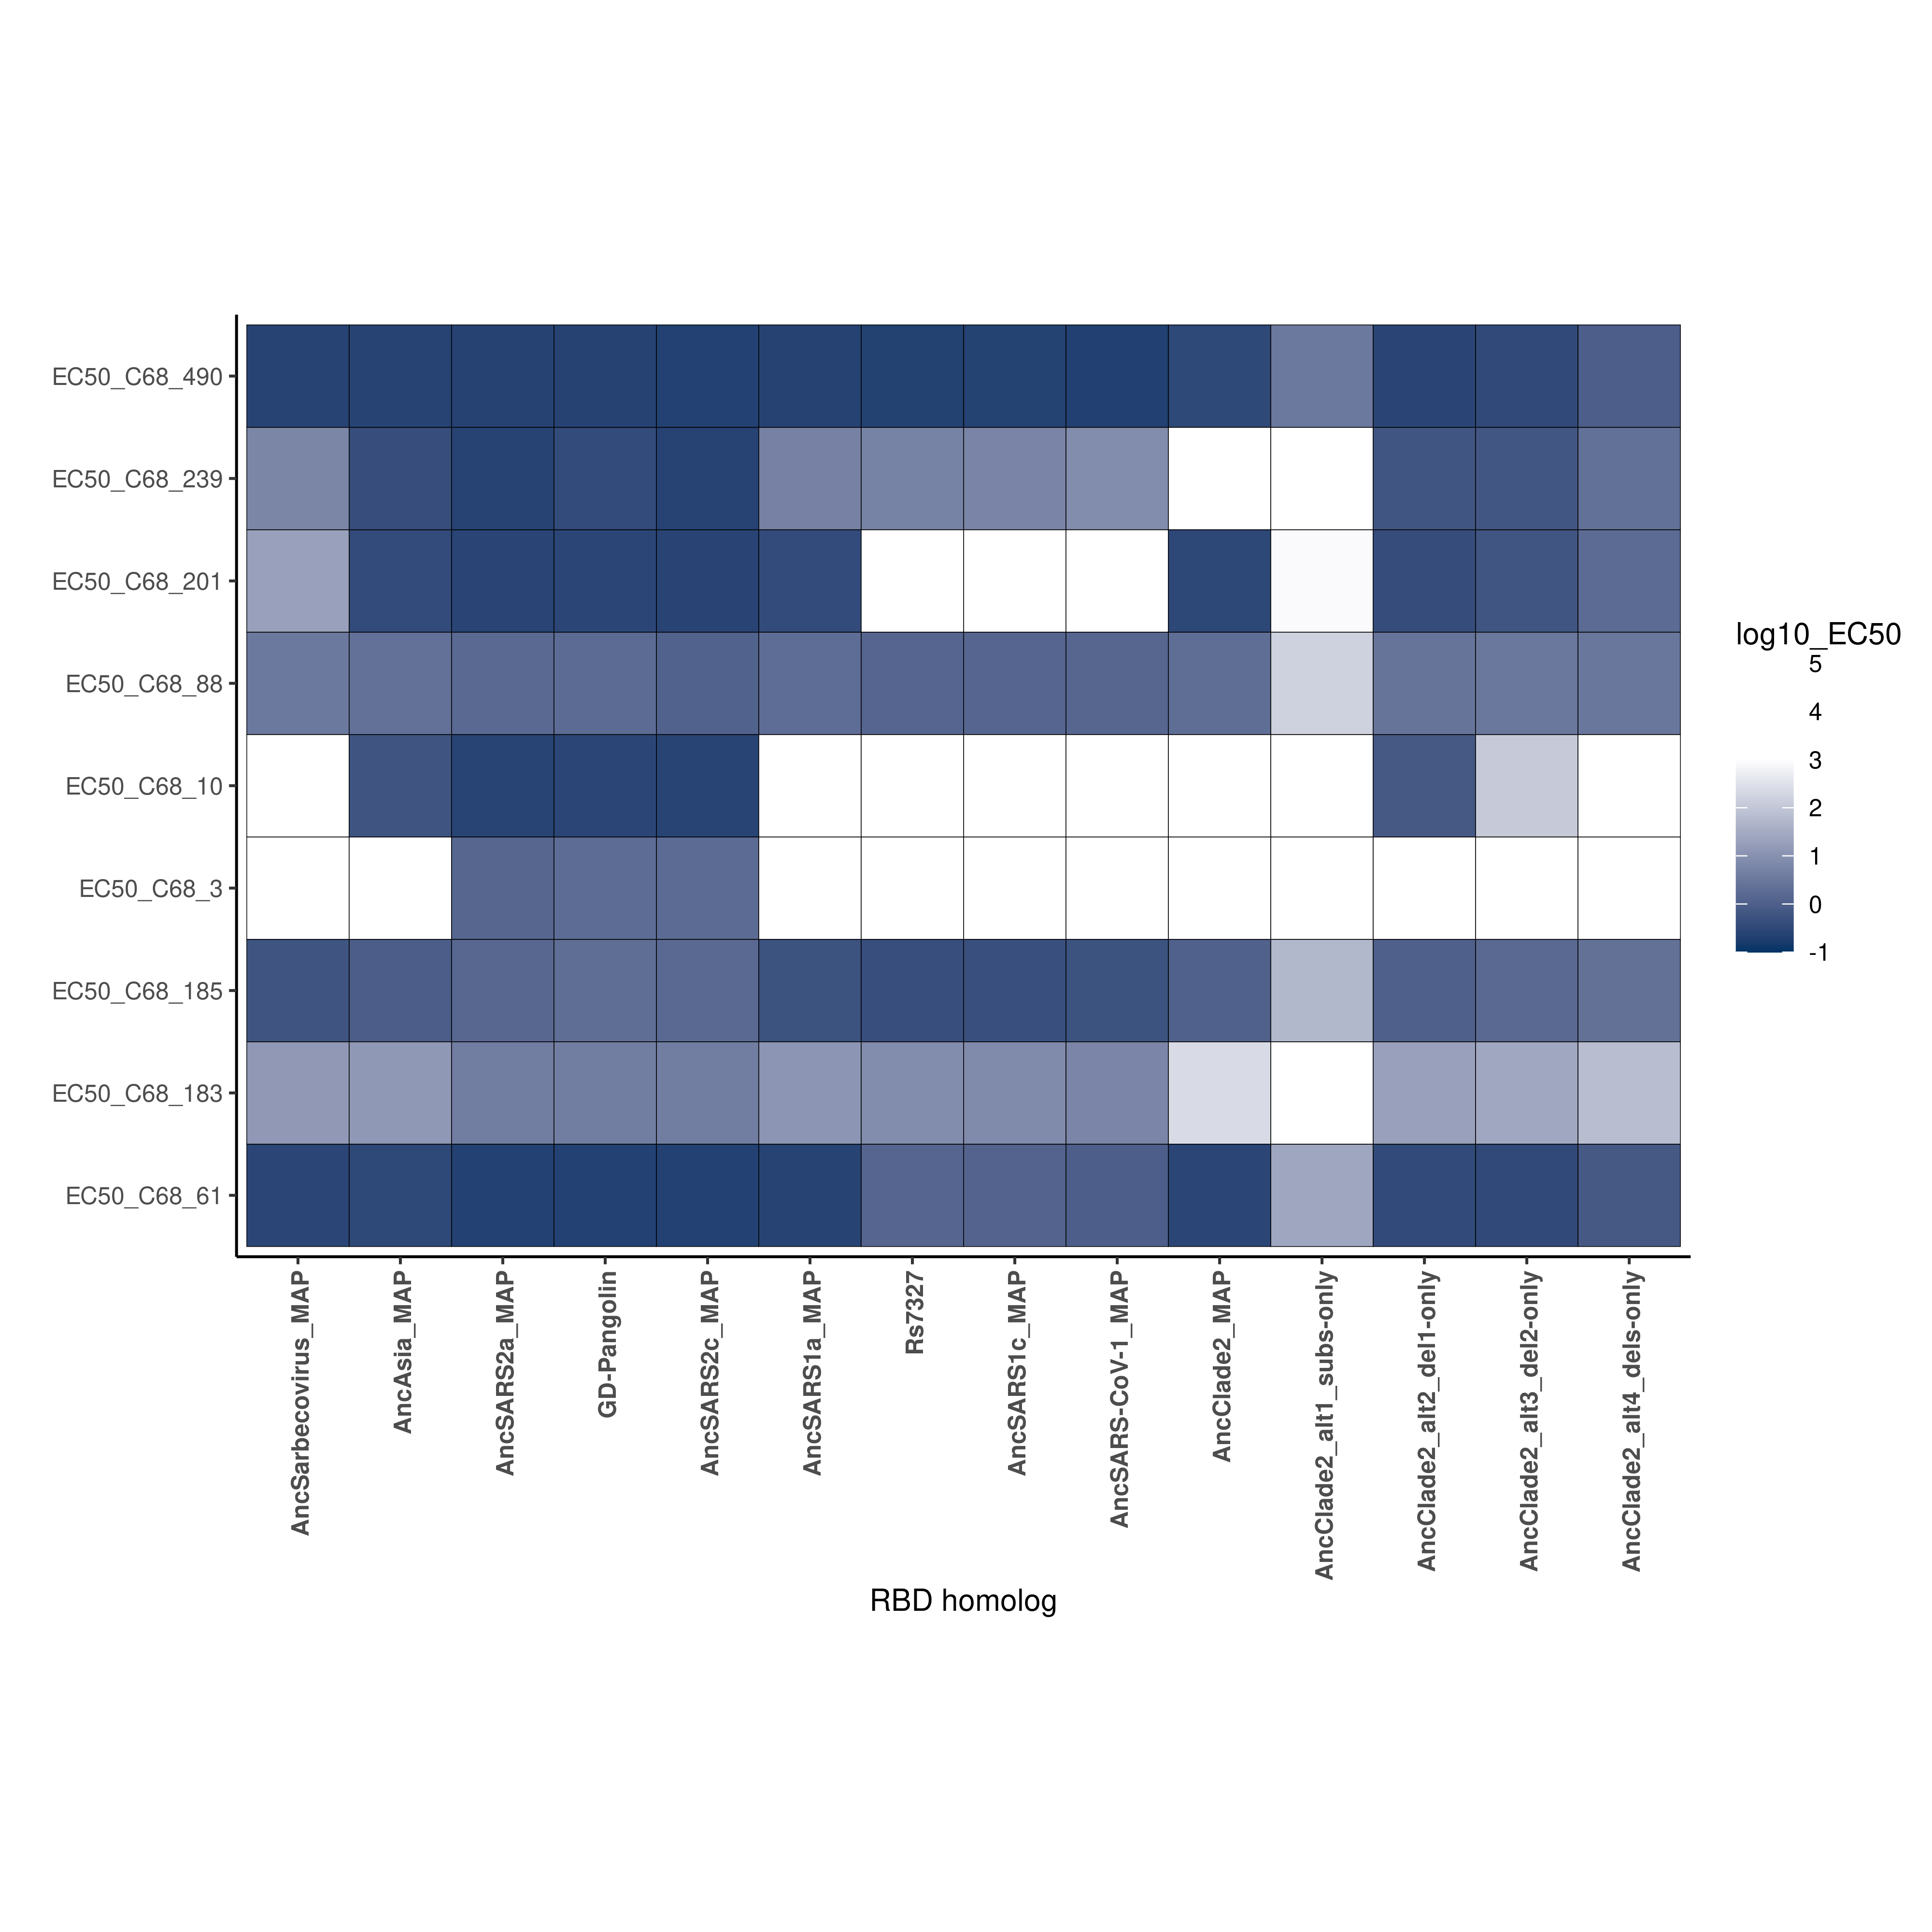 EC50_C68_490
EC50_C68_239
EC50_C68_201
EC50_C68_88
EC50_C68_10
EC50_C68_3
EC50_C68_185
EC50_C68_183
EC50_C68_61
AncSarbecovirus_MAP
AncAsia_MAP
AncSARS2a_MAP
GD-Pangolin
AncSARS2c_MAP
AncSARS1a_MAP
Rs7327
AncSARS1c_MAP
AncSARS-CoV-1_MAP
AncClade2_MAP
AncClade2_alt1_subs-only
AncClade2_alt2_del1-only
AncClade2_alt3_del2-only
AncClade2_alt4_dels-only
RBD homolog
log10_EC50
5
4
3
2
1
0
-1